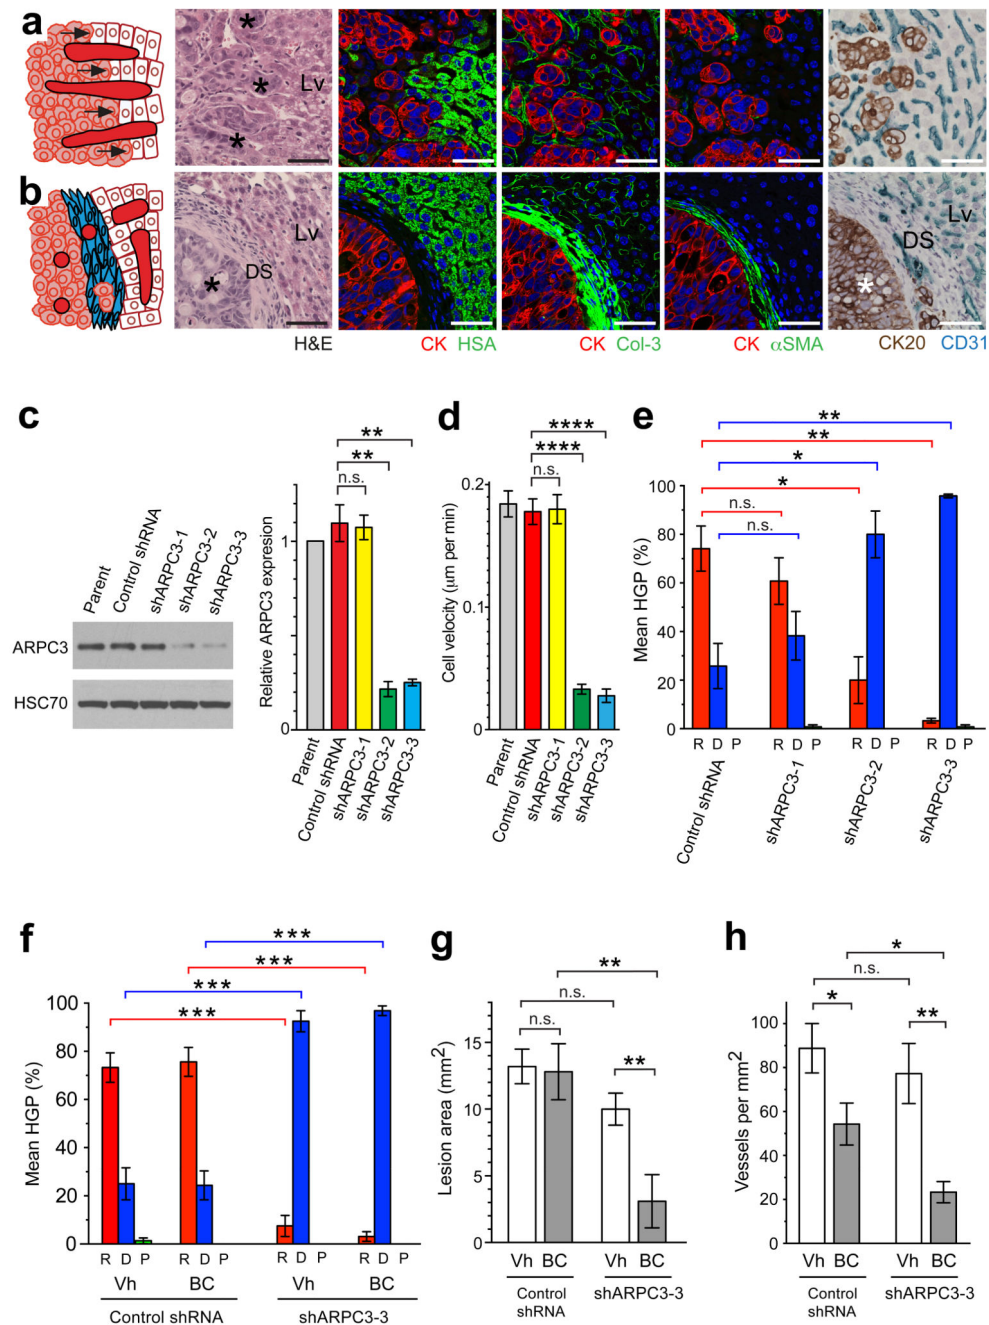 a
* * *
Lv
b
*
DS
Lv
DS
Lv
*
H&E
CK HSA
CK Col-3
CK αSMA
CK20 CD31
c
Parent
Control shRNA
shARPC3-1
shARPC3-2
shARPC3-3
ARPC3
HSC70
Relative ARPC3 expresion
1
0
n.s.
**
**
Parent
Control shRNA
shARPC3-1
shARPC3-2
shARPC3-3
d
Cell velocity (µm per min)
0.2
0.1
0
n.s.
****
****
Parent
Control shRNA
shARPC3-1
shARPC3-2
shARPC3-3
e
Mean HGP (%)
100
80
60
40
20
0
**
**
*
*
n.s.
n.s.
R D P R D P R D P R D P
Control shRNA
shARPC3-1
shARPC3-2
shARPC3-3
f
Mean HGP (%)
100
80
60
40
20
0
***
***
***
***
R D P R D P R D P R D P
Vh BC Vh BC
Control shRNA shARPC3-3
g
Lesion area (mm2)
15
10
5
0
**
n.s.
n.s.
**
Vh BC Vh BC
Control
shRNA
shARPC3-3
h
Vessels per mm2
100
80
60
40
20
0
*
n.s.
*
**
Vh BC Vh BC
Control
shRNA
shARPC3-3